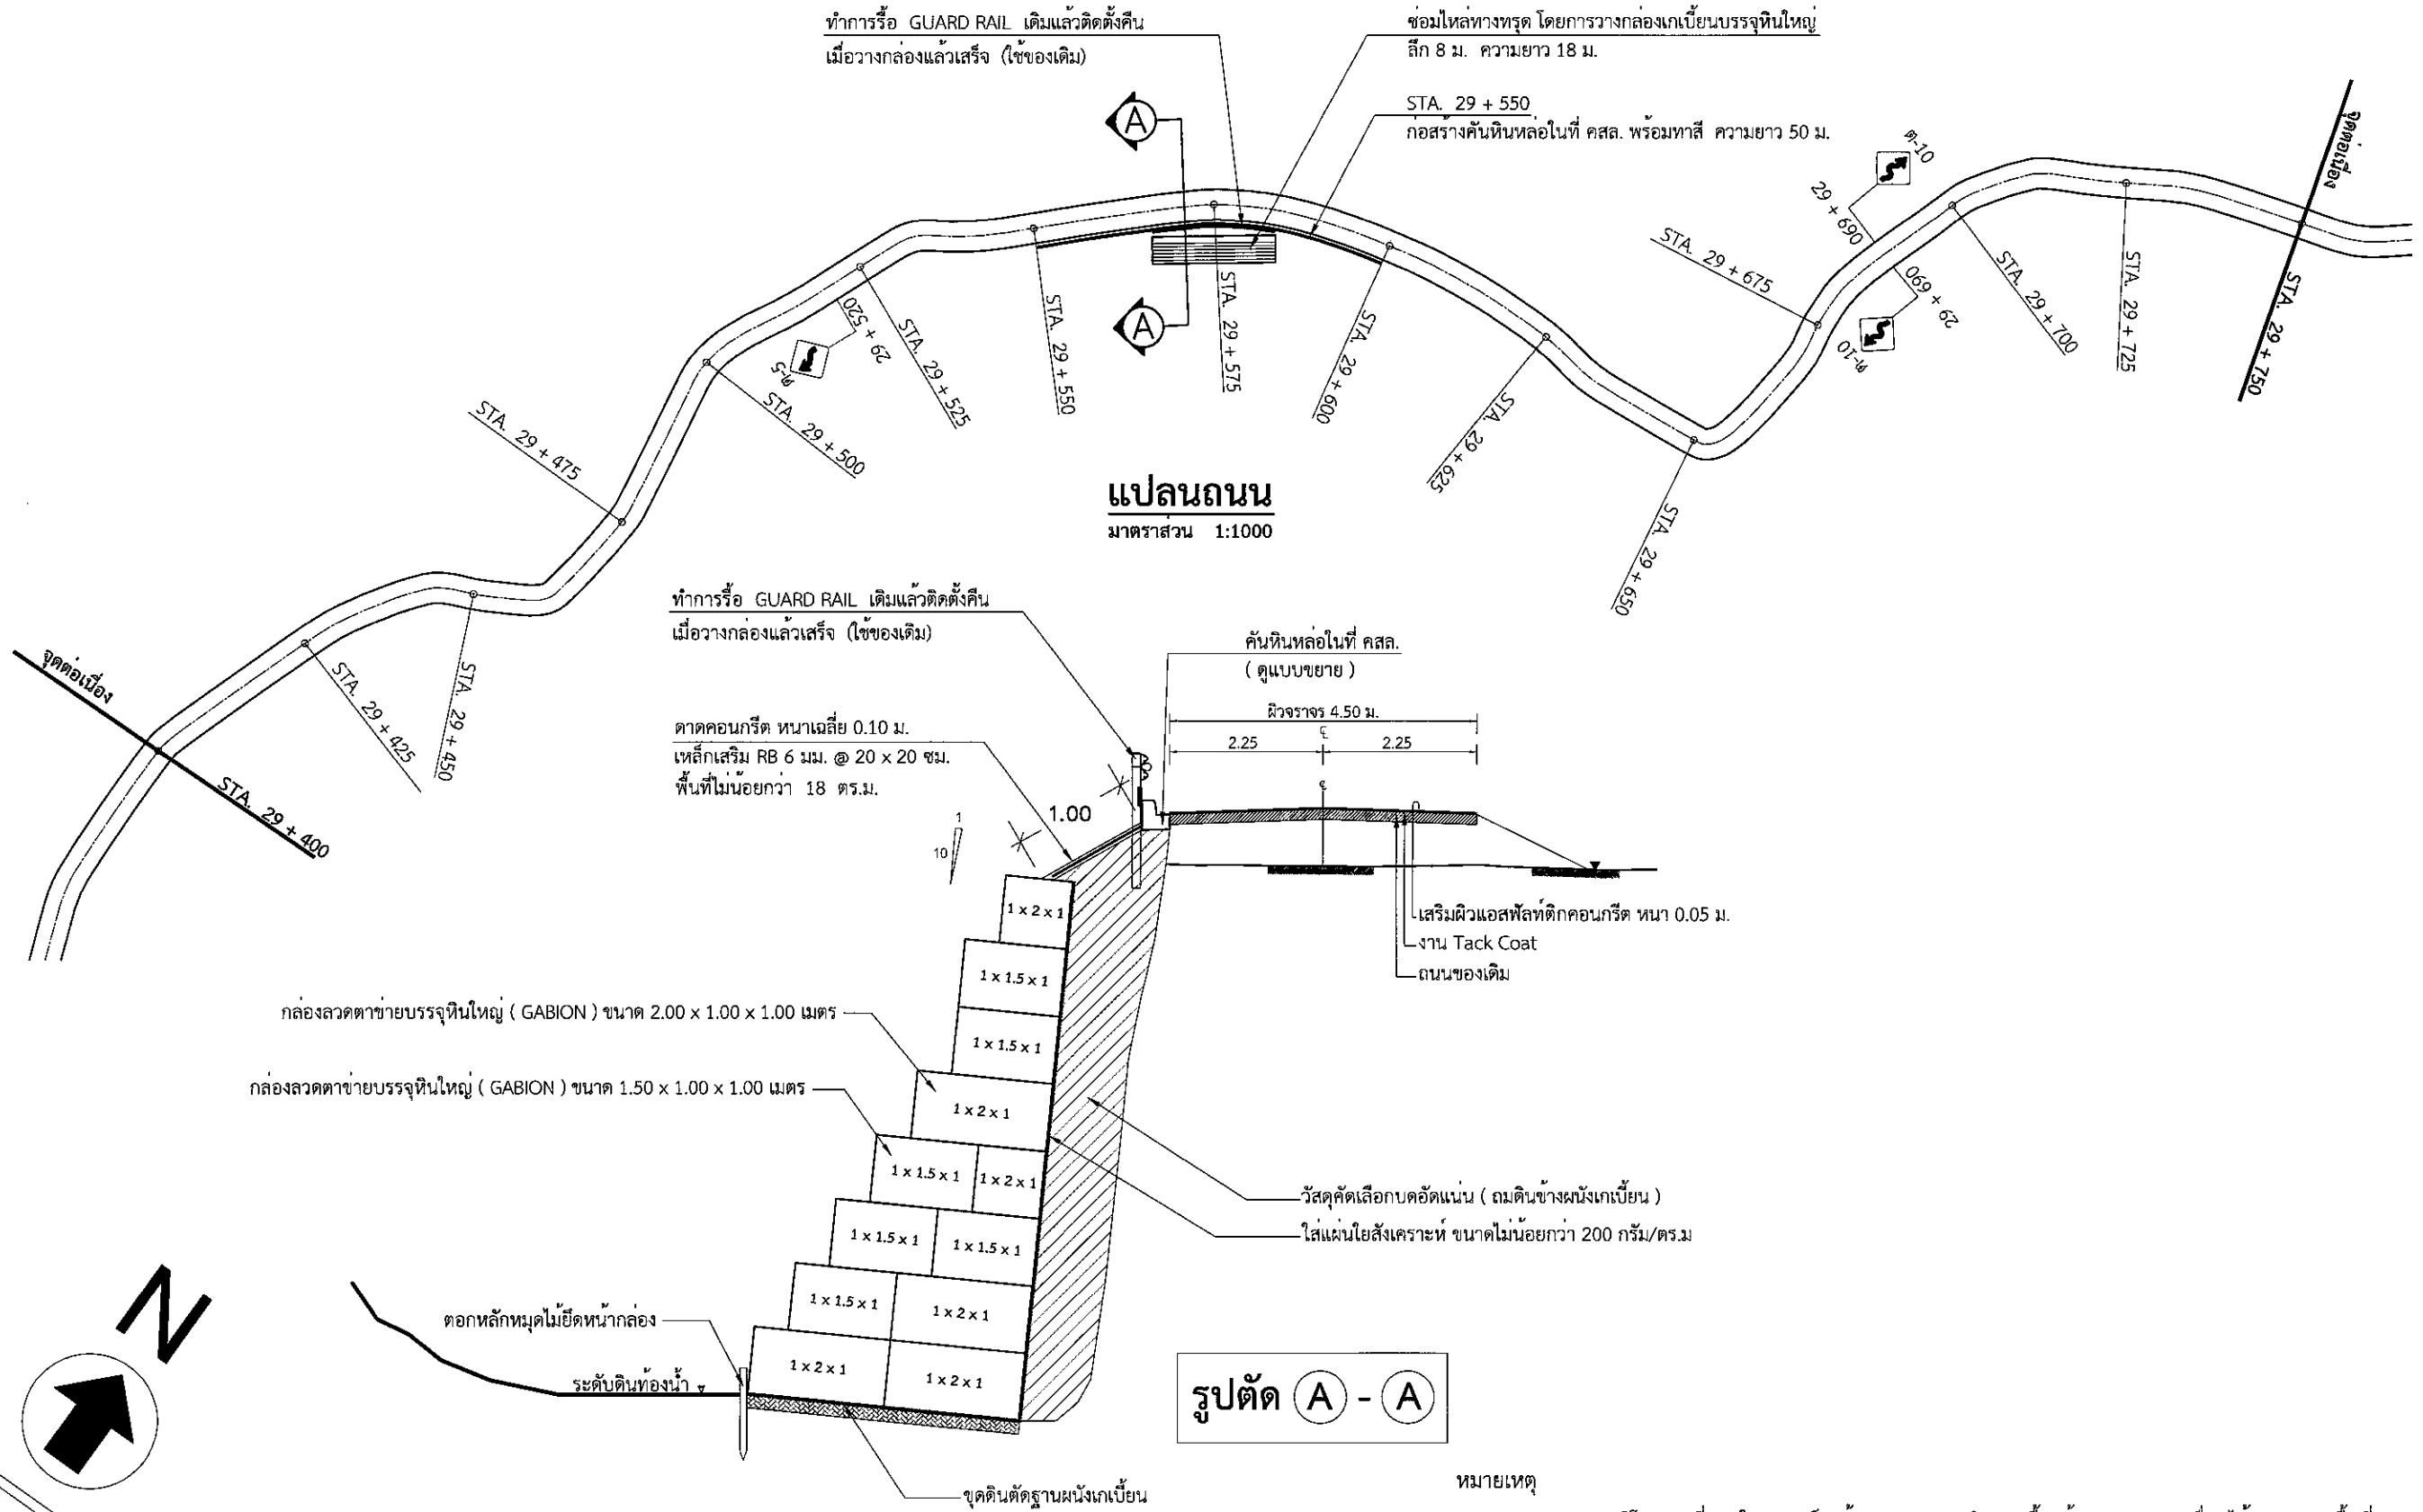 ทำการรื้อ GUARD RAIL เดิมแล้วติดตั้งคืน
เมื่อวางกล่องแล้วเสร็จ (ใช้ของเดิม)
ซ่อมไหล่ทางทรุด โดยการวางกล่องเกเบี้ยนบรรจุหินใหญ่
ลึก 8 ม. ความยาว 18 ม.
STA. 29 + 550
ก่อสร้างคันหินหล่อในที่ คสล. พร้อมทาสี ความยาว 50 ม.
A
A
ต-10
29 + 690
จุดต่อเนื่อง
STA. 29 + 750
STA. 29 + 675
29 + 690
ต-10
STA. 29 + 700
STA. 29 + 725
29 + 520
ต-5
STA. 29 + 525
STA. 29 + 550
STA. 29 + 575
STA. 29 + 600
STA. 29 + 625
STA. 29 + 650
STA. 29 + 500
STA. 29 + 475
แปลนถนน
มาตราส่วน 1:1000
จุดต่อเนื่อง
STA. 29 + 400
STA. 29 + 425
STA. 29 + 450
ทำการรื้อ GUARD RAIL เดิมแล้วติดตั้งคืน
เมื่อวางกล่องแล้วเสร็จ (ใช้ของเดิม)
คันหินหล่อในที่ คสล.
( ดูแบบขยาย )
ผิวจราจร 4.50 ม.
2.25
2.25
ดาดคอนกรีต หนาเฉลี่ย 0.10 ม.
เหล็กเสริม RB 6 มม. @ 20 x 20 ซม.
พื้นที่ไม่น้อยกว่า 18 ตร.ม.
1.00
1
10
1 x 2 x 1
เสริมผิวแอสฟัลท์ติกคอนกรีต หนา 0.05 ม.
งาน Tack Coat
ถนนของเดิม
1 x 1.5 x 1
กล่องลวดตาข่ายบรรจุหินใหญ่ ( GABION ) ขนาด 2.00 x 1.00 x 1.00 เมตร
1 x 1.5 x 1
กล่องลวดตาข่ายบรรจุหินใหญ่ ( GABION ) ขนาด 1.50 x 1.00 x 1.00 เมตร
1 x 2 x 1
1 x 1.5 x 1
1 x 2 x 1
วัสดุคัดเลือกบดอัดแน่น ( ถมดินข้างผนังเกเบี้ยน )
ใส่แผ่นใยสังเคราะห์ ขนาดไม่น้อยกว่า 200 กรัม/ตร.ม
1 x 1.5 x 1
1 x 1.5 x 1
1 x 1.5 x 1
1 x 2 x 1
ตอกหลักหมุดไม้ยึดหน้ากล่อง
1 x 2 x 1
1 x 2 x 1
ระดับดินท้องน้ำ
N
รูปตัด A - A
ขุดดินตัดฐานผนังเกเบี้ยน
หมายเหตุ